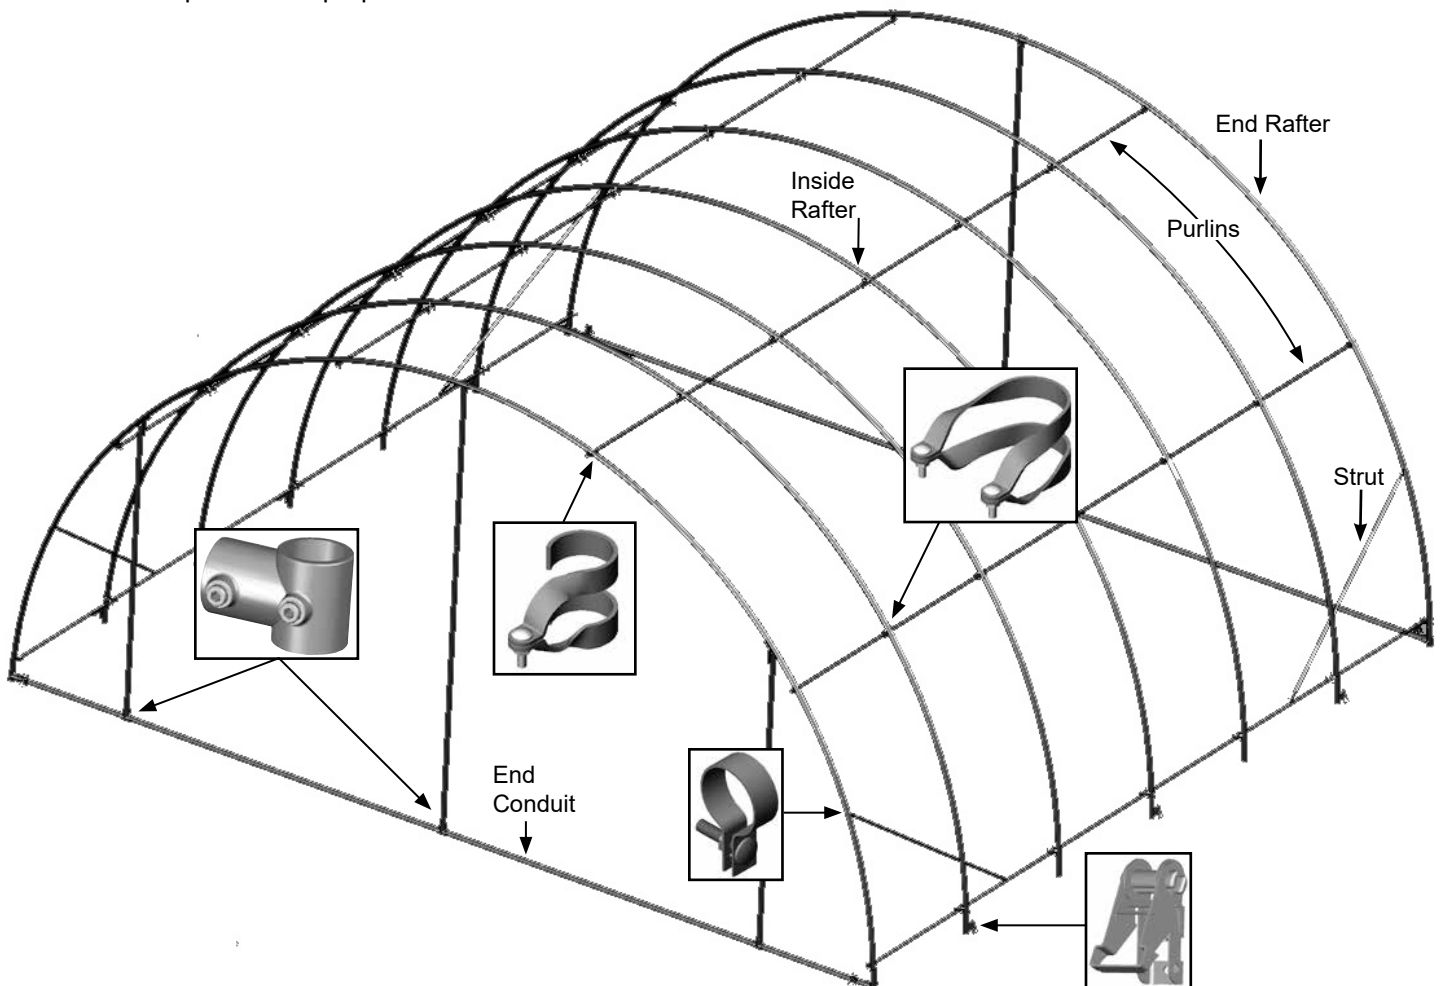 End Rafter
Inside
Rafter
Purlins
Strut
End
Conduit